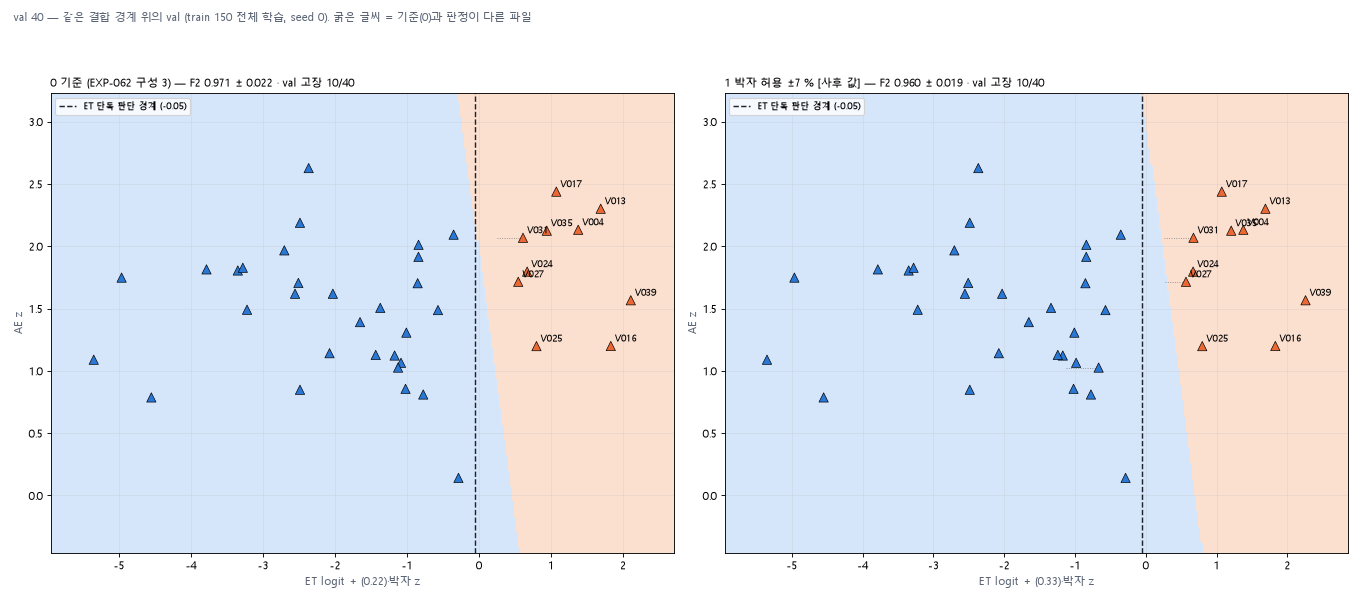 val 40 — 같은 결합 경계 위의 val (train 150 전체 학습, seed 0). 굵은 글씨 = 기준(0)과 판정이 다른 파일
0 기준 (EXP-062 구성 3) — F2 0.971 ± 0.022 · val 고장 10/40
ET 단독 판단 경계 (-0.05)
3.0
2.5
2.0
1.5
1.0
0.5
0.0
AE z
V017
V013
V031
V035
V004
V024
V027
V039
V025
V016
-5
-4
-3
-2
-1
0
1
2
ET logit + (0.22)·박자 z
1 박자 허용 ±7 % [사후 값] — F2 0.960 ± 0.019 · val 고장 10/40
ET 단독 판단 경계 (-0.05)
3.0
2.5
2.0
1.5
1.0
0.5
0.0
AE z
V017
V013
V031
V035
V004
V024
V027
V039
V025
V016
-5
-4
-3
-2
-1
0
1
2
ET logit + (0.33)·박자 z